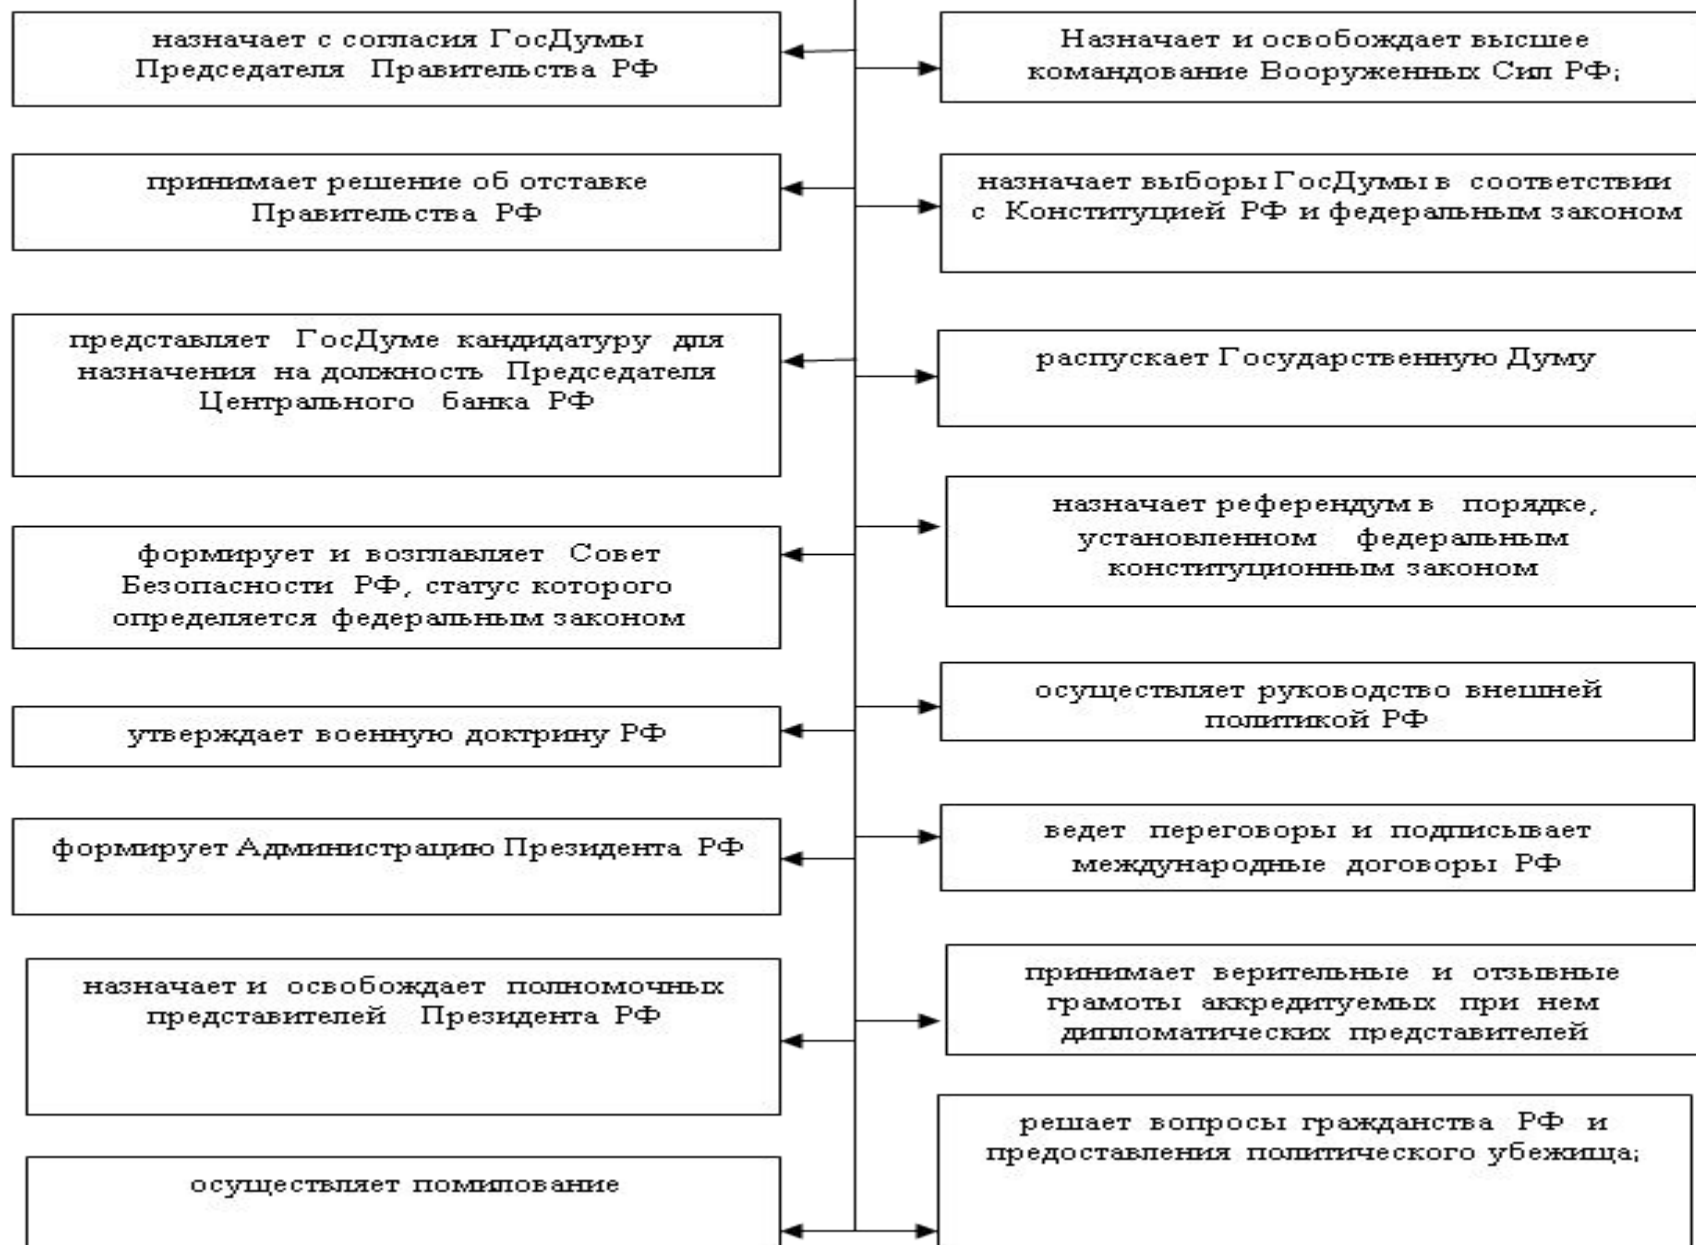 назначает с согласия ГосДумы
Председателя Правительства РФ
принимает решение об отставке
Правительства РФ
представляет ГосДуме кандидатуру для
назначения на должность Председателя
Центрального банка РФ
формирует и возглавляет Совет
Безопасности РФ, статус которого
определяется федеральным законом
утверждает военную доктрину РФ
формирует Администрацию Президента РФ
назначает и освобождает полномочных
представителей Президента РФ
осуществляет помилование
Назначает и освобождает высшее
командование Вооруженных Сил РФ;
назначает выборы ГосДумы в соответствии
с Конституцией РФ и федеральным законом
распускает Государственную Думу
назначает референдум в порядке,
установленном федеральным
конституционным законом
осуществляет руководство внешней
политикой РФ
ведет переговоры и подписывает
международные договоры РФ
принимает верительные и отзывные
грамоты аккредитуемых при нем
дипломатических представителей
решает вопросы гражданства РФ и
предоставления политического убежища;